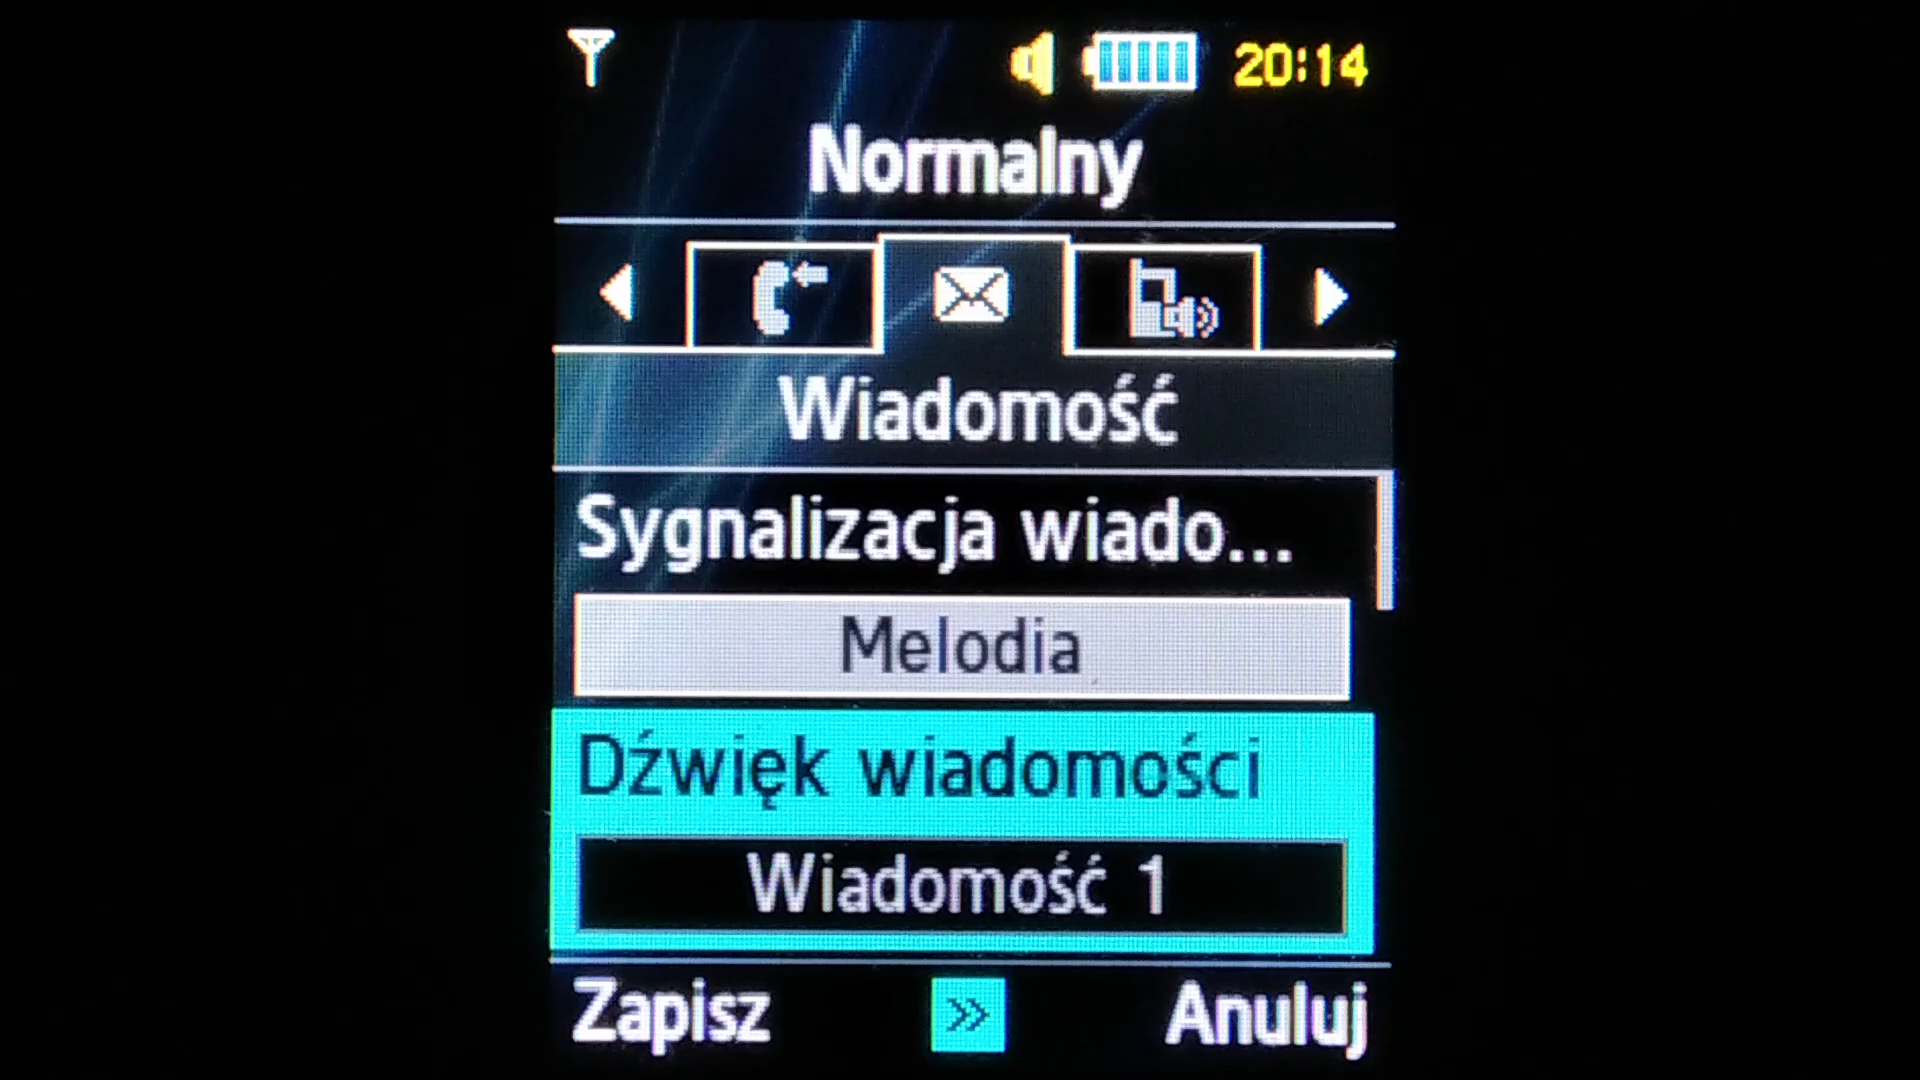 20:14
Normalny
Wiadomość
Sygnalizacja wiado...
Melodia
Dźwięk wiadomości
Wiadomość 1
Zapisz >> Anuluj